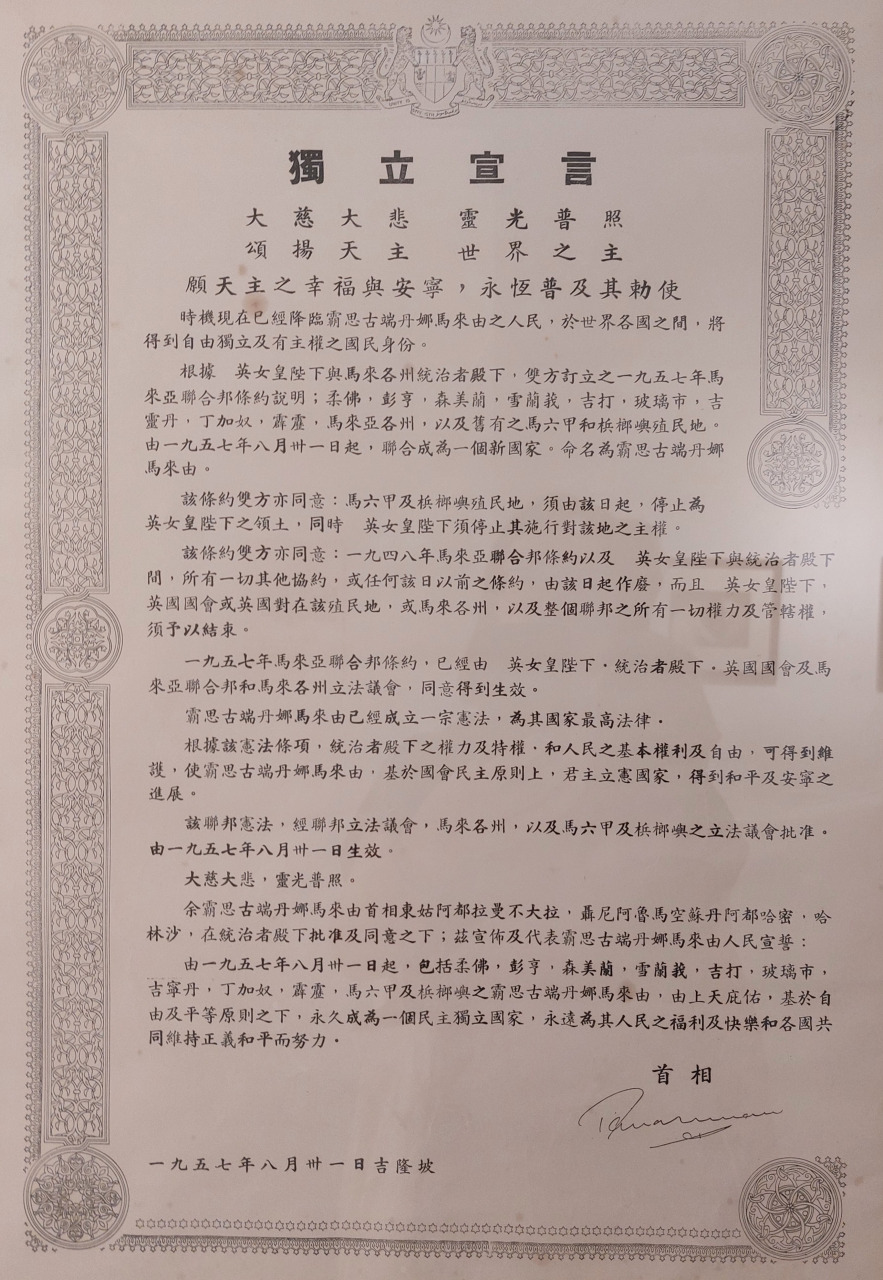 獨立宣言
大慈大悲 靈光普照
頌揚天主 世界之主
願天主之幸福與安寧，永恆普及其勅使
時機現在已經降臨霸思古端丹娜馬來由之人民，於世界各國之間，將
得到自由獨立及有主權之國民身份。
根據 英女皇陛下與馬來各州統治者殿下，雙方訂立之一九五七年馬
來亞聯合邦條約說明；柔佛，彭亨，森美蘭，雪蘭莪，吉打，玻璃市，吉
靈丹，丁加奴，霹靂，馬來亞各州，以及舊有之馬六甲和梹榔嶼殖民地。
由一九五七年八月卅一日起，聯合成為一個新國家。命名為霸思古端丹娜
馬來由。
該條約雙方亦同意：馬六甲及梹榔嶼殖民地，須由該日起，停止為
英女皇陛下之領土，同時 英女皇陛下須停止其施行對該地之主權。
該條約雙方亦同意：一九四八年馬來亞聯合邦條約以及 英女皇陛下與統治者殿下
間，所有一切其他協約，或任何該日以前之條約，由該日起作廢，而且 英女皇陛下，
英國國會或英國對在該殖民地，或馬來各州，以及整個聯邦之所有一切權力及管轄權，
須予以結束。
一九五七年馬來亞聯合邦條約，已經由 英女皇陛下·統治者殿下·英國國會及馬
來亞聯合邦和馬來各州立法議會，同意得到生效。
霸思古端丹娜馬來由已經成立一宗憲法，為其國家最高法律·
根據該憲法條項，統治者殿下之權力及特權·和人民之基本權利及自由，可得到維
護，使霸思古端丹娜馬來由，基於國會民主原則上，君主立憲國家，得到和平及安寧之
進展。
該聯邦憲法，經聯邦立法議會，馬來各州，以及馬六甲及梹榔嶼之立法議會批准。
由一九五七年八月卅一日生效。
大慈大悲，靈光普照。
余霸思古端丹娜馬來由首相東姑阿都拉曼不大拉，聶尼阿魯馬空蘇丹阿都哈密，哈
林沙，在統治者殿下批准及同意之下；茲宣佈及代表霸思古端丹娜馬來由人民宣誓：
由一九五七年八月卅一日起，包括柔佛，彭亨，森美蘭，雪蘭莪，吉打，玻璃市，
吉寧丹，丁加奴，霹靂，馬六甲及梹榔嶼之霸思古端丹娜馬來由，由上天庇佑，基於自
由及平等原則之下，永久成為一個民主獨立國家，永遠為其人民之福利及快樂和各國共
同維持正義和平而努力·
首相
一九五七年八月卅一日吉隆坡